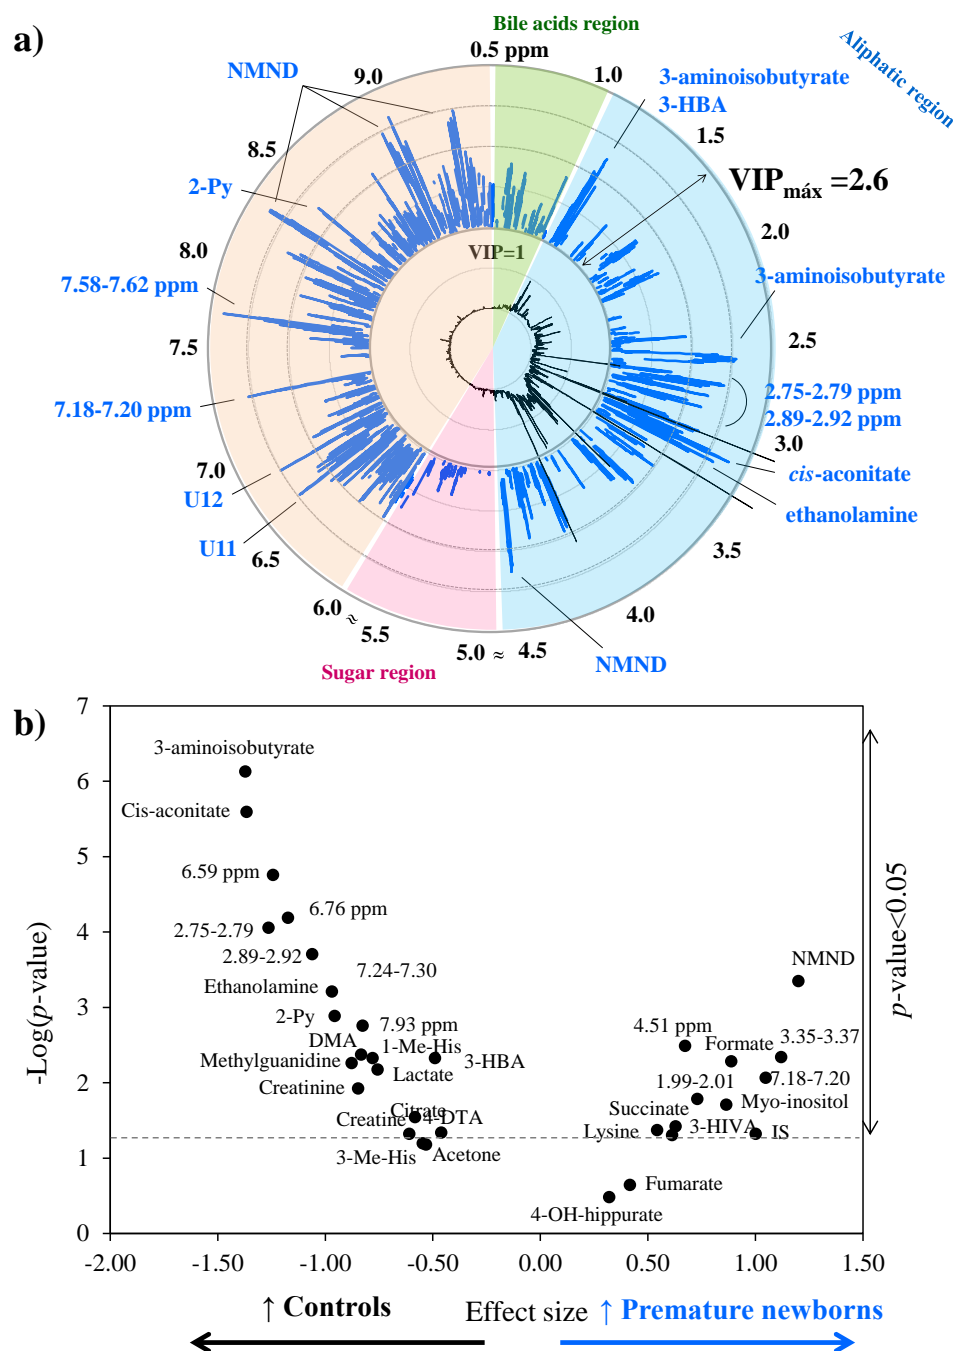 a)
Bile acids region
0.5 ppm
Aliphatic region
NMND
9.0
1.0
3-aminoisobutyrate
3-HBA
1.5
8.5
2-Py
VIPmáx =2.6
2.0
8.0
VIP=1
3-aminoisobutyrate
7.58-7.62 ppm
7.5
2.5
2.75-2.79 ppm
7.18-7.20 ppm
2.89-2.92 ppm
3.0
7.0
cis-aconitate
U12
ethanolamine
U11
6.5
3.5
6.0
≈
5.5
4.0
5.0 ≈ 4.5
NMND
Sugar region
b)
7
6
5
4
3
2
1
0
-Log(p-value)
3-aminoisobutyrate
Cis-aconitate
6.59 ppm
6.76 ppm
2.75-2.79
2.89-2.92
7.24-7.30
Ethanolamine
2-Py
7.93 ppm
DMA
1-Me-His
Methylguanidine
3-HBA
Lactate
Creatinine
Citrate
Creatine
4-DTA
3-Me-His
Acetone
NMND
4.51 ppm
3.35-3.37
Formate
7.18-7.20
1.99-2.01
Myo-inositol
Succinate
3-HIVA
Lysine
IS
Fumarate
4-OH-hippurate
p-value<0.05
-2.00
-1.50
-1.00
-0.50
0.00
0.50
1.00
1.50
↑ Controls
Effect size
↑ Premature newborns